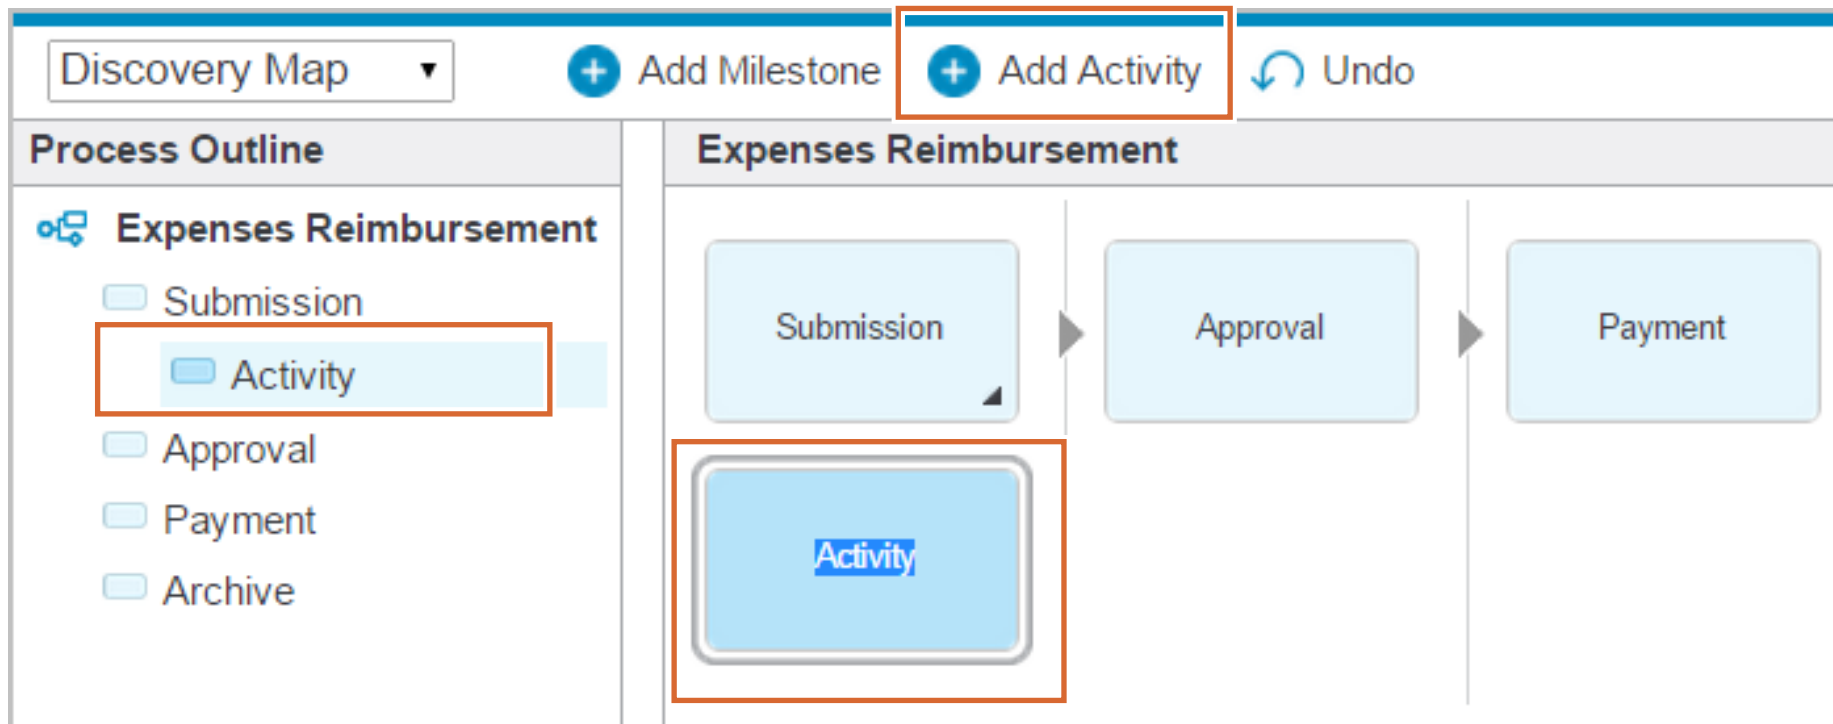 Discovery Map Add Milestone Add Activity Undo
Process Outline
Expenses Reimbursement
Submission
Activity
Approval
Payment
Archive
Expenses Reimbursement
Submission Approval Payment
Activity